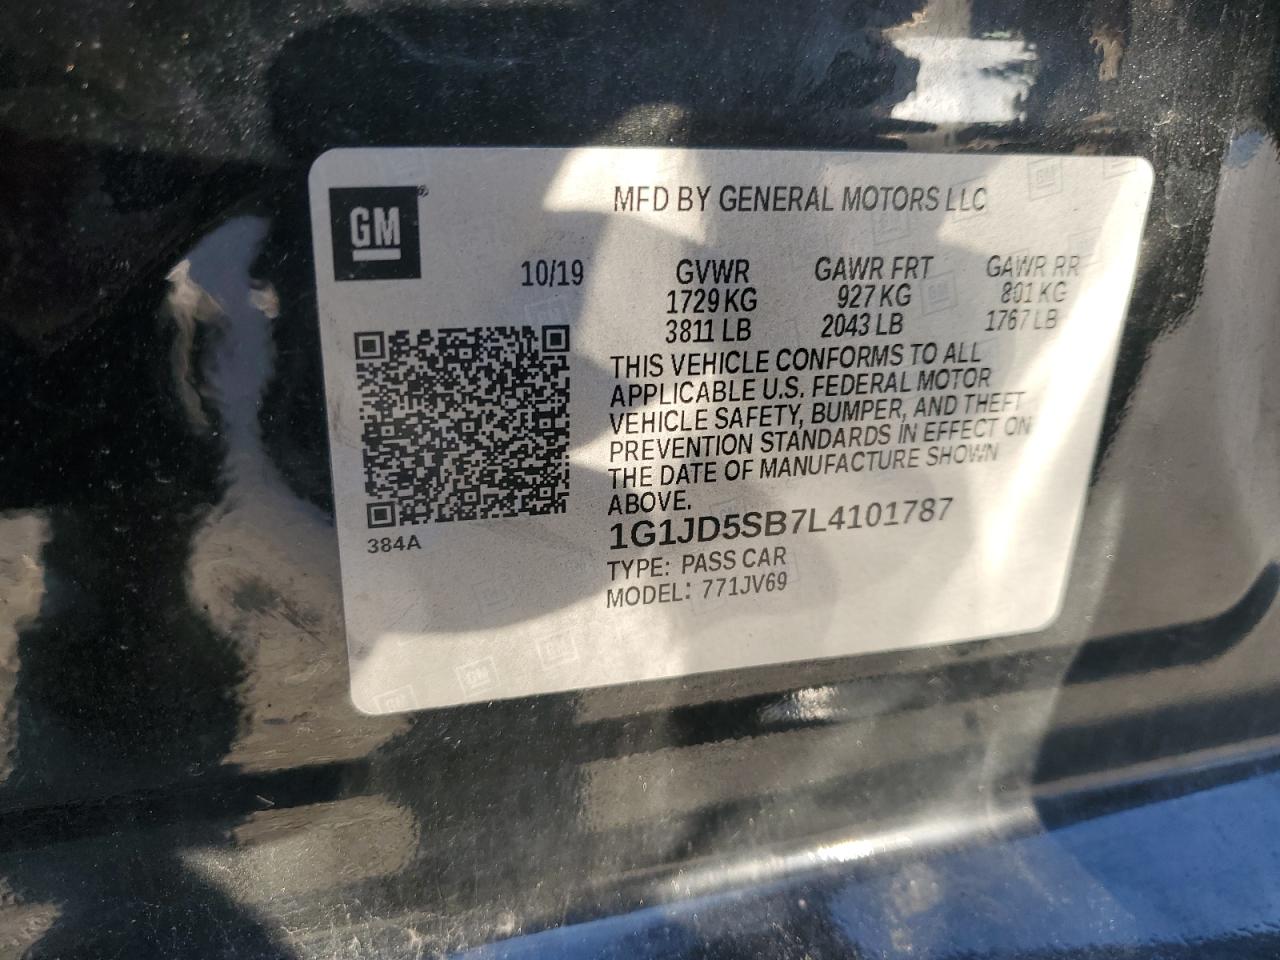 GM
MFD BY GENERAL MOTORS LLC
10/19 GVWR GAWR FRT GAWR RR
1729 KG 927 KG 801 KG
3811 LB 2043 LB 1767 LB
THIS VEHICLE CONFORMS TO ALL
APPLICABLE U.S. FEDERAL MOTOR
VEHICLE SAFETY, BUMPER, AND THEFT
PREVENTION STANDARDS IN EFFECT ON
THE DATE OF MANUFACTURE SHOWN
ABOVE.
384A
1G1JD5SB7L4101787
TYPE: PASS CAR
MODEL: 771JV69